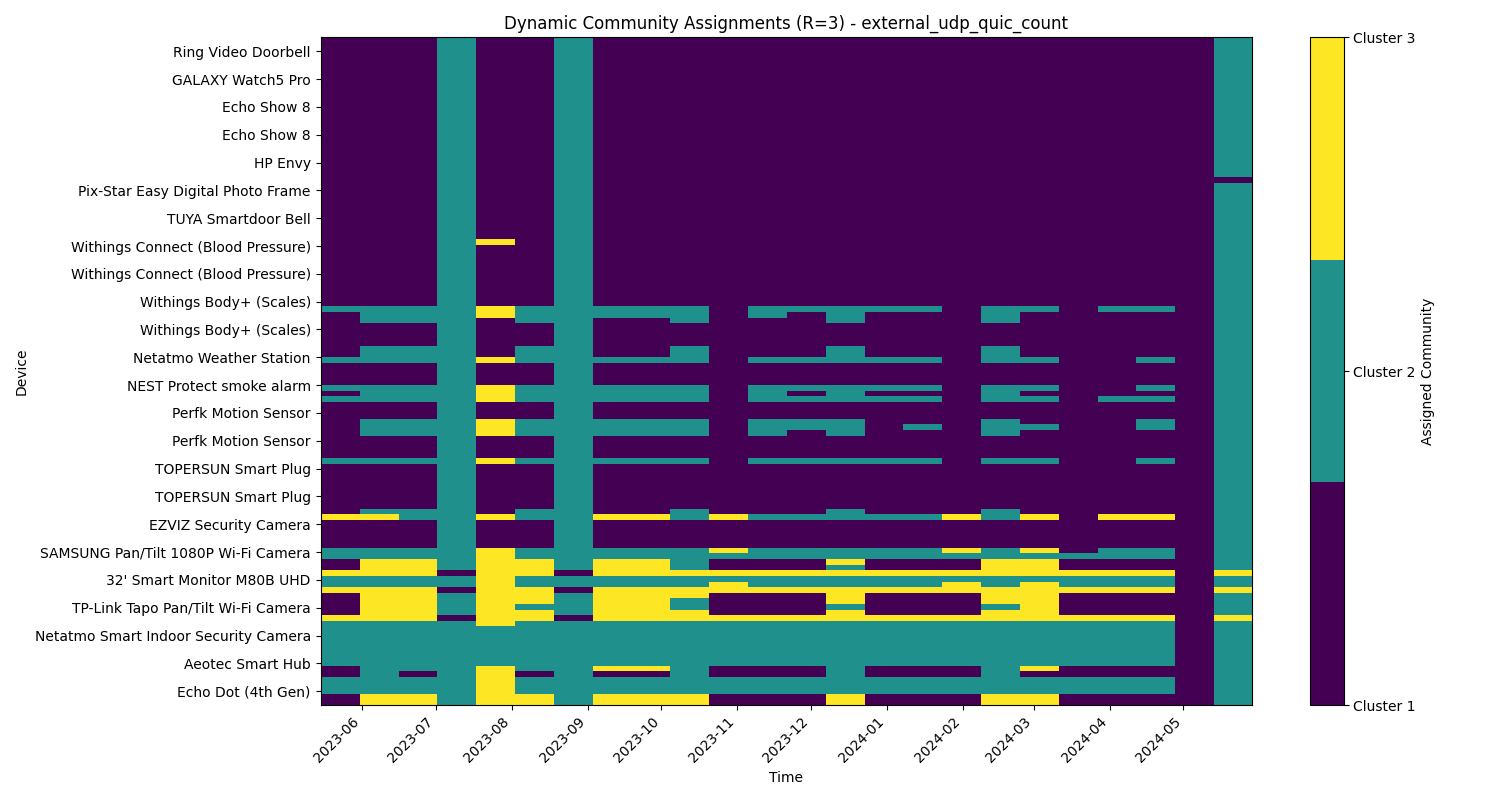 Dynamic Community Assignments (R=3) - external_udp_quic_count
Device
Ring Video Doorbell
GALAXY Watch5 Pro
Echo Show 8
Echo Show 8
HP Envy
Pix-Star Easy Digital Photo Frame
TUYA Smartdoor Bell
Withings Connect (Blood Pressure)
Withings Connect (Blood Pressure)
Withings Body+ (Scales)
Withings Body+ (Scales)
Netatmo Weather Station
NEST Protect smoke alarm
Perfk Motion Sensor
Perfk Motion Sensor
TOPERSUN Smart Plug
TOPERSUN Smart Plug
EZVIZ Security Camera
SAMSUNG Pan/Tilt 1080P Wi-Fi Camera
32' Smart Monitor M80B UHD
TP-Link Tapo Pan/Tilt Wi-Fi Camera
Netatmo Smart Indoor Security Camera
Aeotec Smart Hub
Echo Dot (4th Gen)
2023-06
2023-07
2023-08
2023-09
2023-10
2023-11
2023-12
2024-01
2024-02
2024-03
2024-04
2024-05
Time
Cluster 3
Cluster 2
Cluster 1
Assigned Community